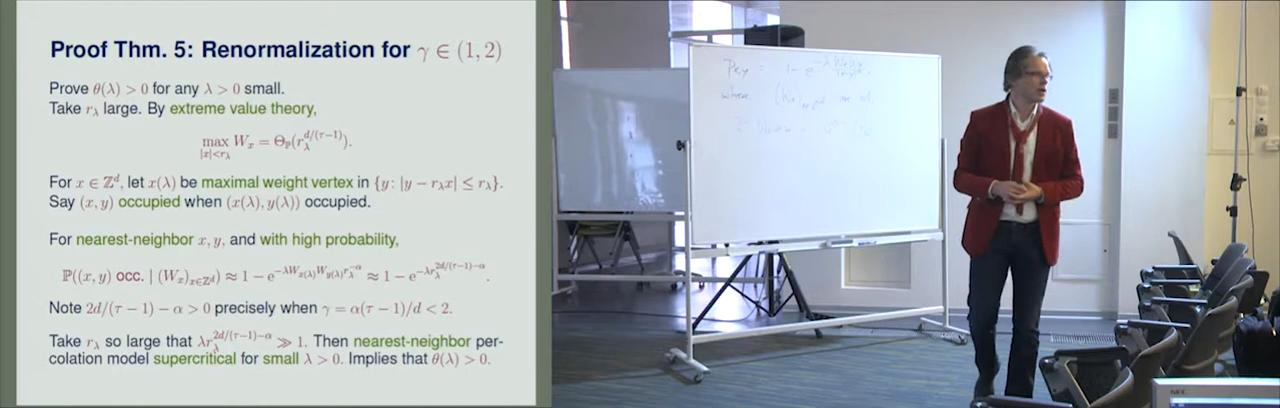 Proof Thm. 5: Renormalization for γ ∈ (1, 2)
Prove θ(λ) > 0 for any λ > 0 small.
Take r_λ large. By extreme value theory,
max_{|x|<r_λ} W_x = Θ_ℙ(r_λ^{d/(τ−1)}).
For x ∈ ℤ^d, let x(λ) be maximal weight vertex in {y: |y − r_λx| ≤ r_λ}.
Say (x, y) occupied when (x(λ), y(λ)) occupied.
For nearest-neighbor x, y, and with high probability,
ℙ((x, y) occ. | (W_x)_{x∈ℤ^d}) ≈ 1 − e^{−λW_{x(λ)}W_{y(λ)}r_λ^{−α}} ≈ 1 − e^{−λr_λ^{2d/(τ−1)−α}}.
Note 2d/(τ − 1) − α > 0 precisely when γ = α(τ − 1)/d < 2.
Take r_λ so large that λr_λ^{2d/(τ−1)−α} ≫ 1. Then nearest-neighbor per-
colation model supercritical for small λ > 0. Implies that θ(λ) > 0.
where
NEC